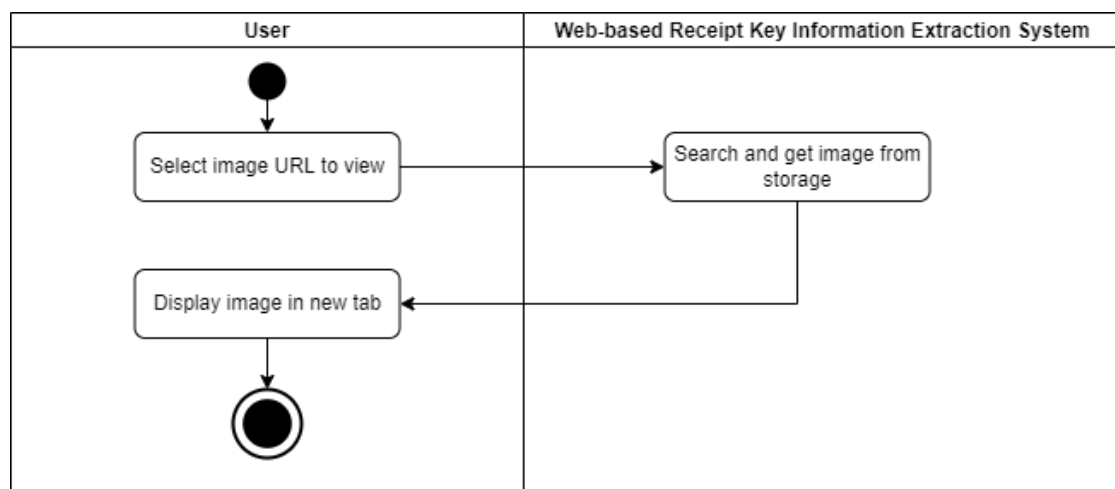 User
Web-based Receipt Key Information Extraction System
Select image URL to view
Search and get image from
storage
Display image in new tab